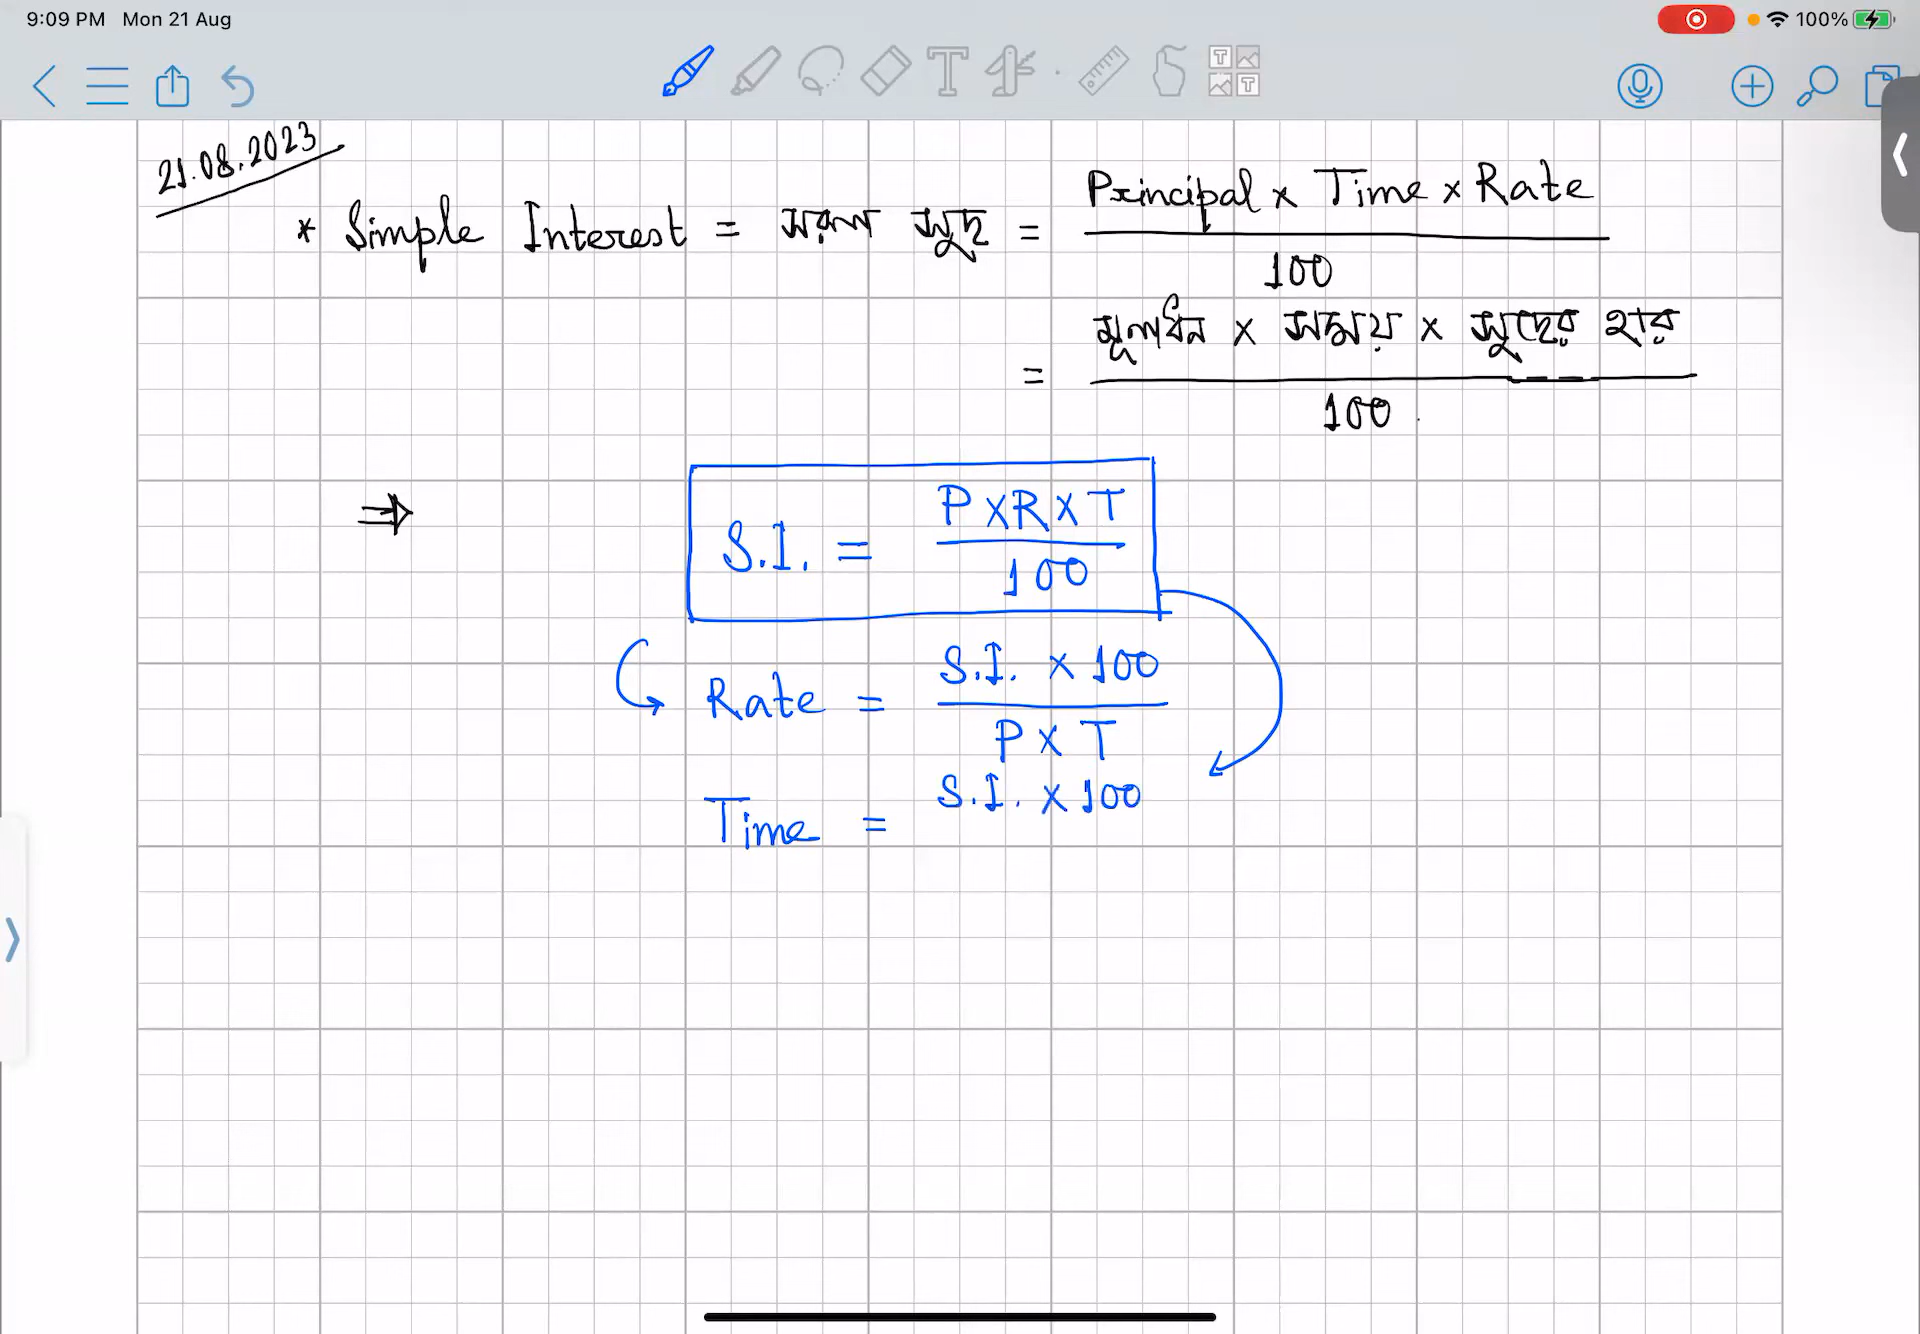 9:09 PM Mon 21 Aug 100%
21.08.2023
* Simple Interest = সরল সুদ = Principal x Time x Rate
100
= মূলধন x সময় x সুদের হার
100
⇒ S.I. = P x R x T
100
Rate = S.I. x 100
P x T
Time = S.I. x 100